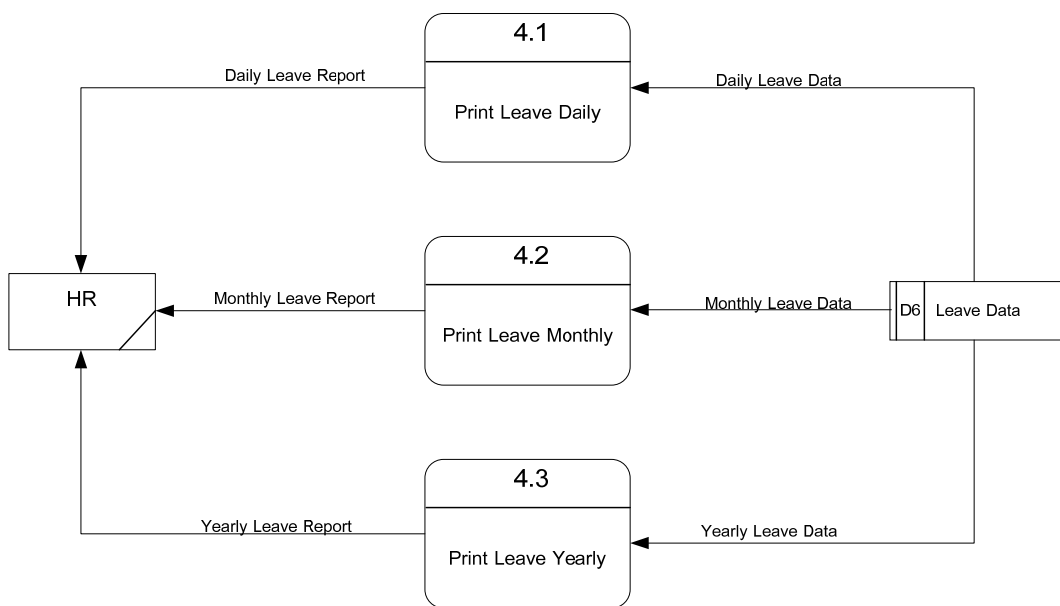 4.1
Daily Leave Report
Daily Leave Data
Print Leave Daily
4.2
HR
Monthly Leave Report
Monthly Leave Data
D6
Leave Data
Print Leave Monthly
4.3
Yearly Leave Report
Yearly Leave Data
Print Leave Yearly